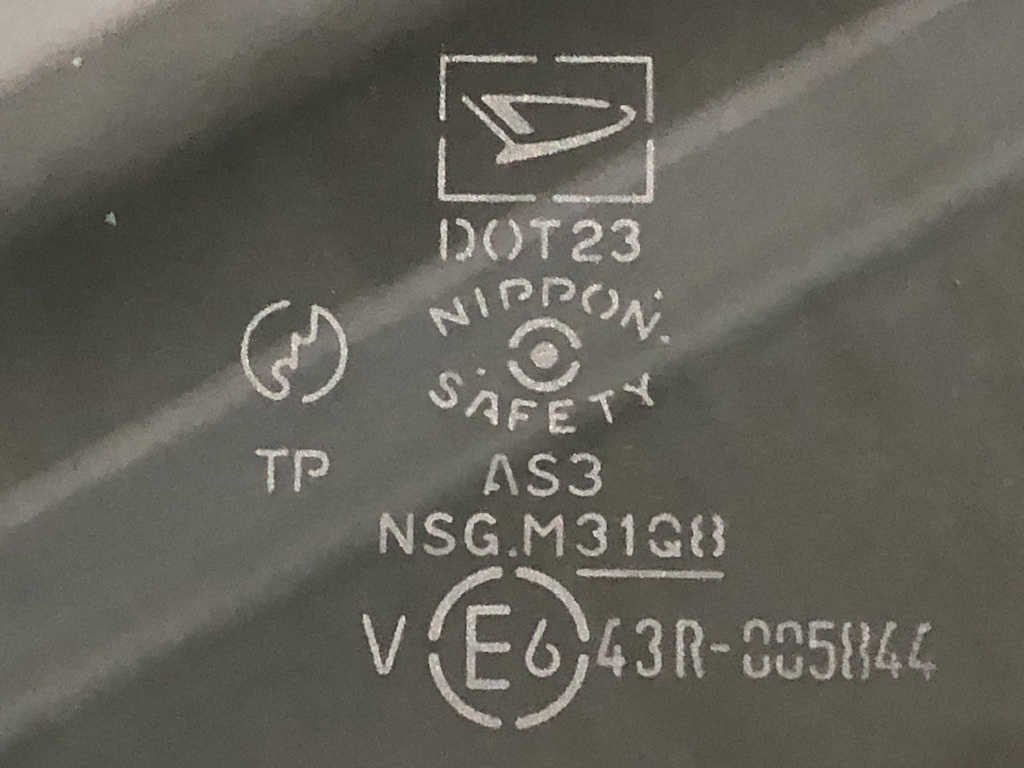 DOT23
NIPPON.
SAFETY
TP
AS3
NSG.M31Q8
V E6 43R-005844